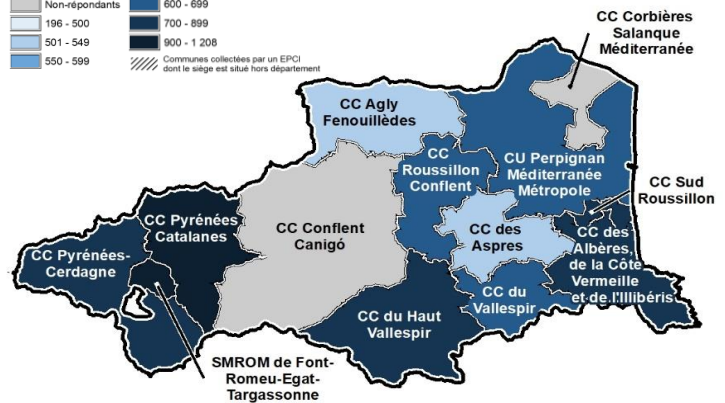 Non-répondants
196 - 500
501 - 549
550 - 599
600 - 699
700 - 899
900 - 1 208
Communes collectées par un EPCI
dont le siège est situé hors département
CC Corbières
Salanque
Méditerranée
CC Agly
Fenouillèdes
CC
Roussillon
Conflent
CU Perpignan
Méditerranée
Métropole
CC Sud
Roussillon
CC Pyrénées
Catalanes
CC Conflent
Canigó
CC des
Aspres
CC des
Albères,
de la Côte
Vermeille
et de l'Illibéris
CC Pyrénées-
Cerdagne
CC du
Vallespir
CC du Haut
Vallespir
SMROM de Font-
Romeu-Egat-
Targassonne